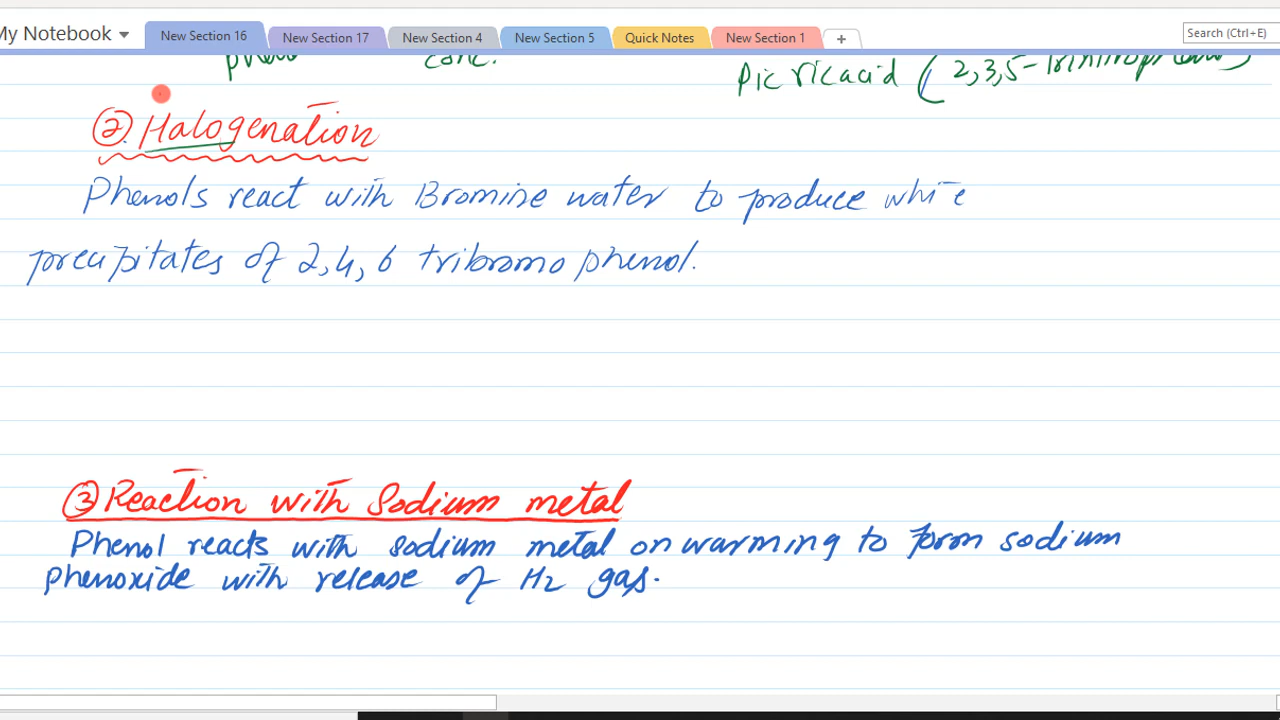 My Notebook New Section 16 New Section 17 New Section 4 New Section 5 Quick Notes New Section 1 + Search (Ctrl+E)
conc.
Picricacid ( 2,3,5-
② Halogenation
Phenols react with Bromine water to produce white
precipitates of 2,4,6 tribromo phenol.
③ Reaction with Sodium metal
Phenol reacts with sodium metal on warming to form sodium
phenoxide with release of H2 gas.